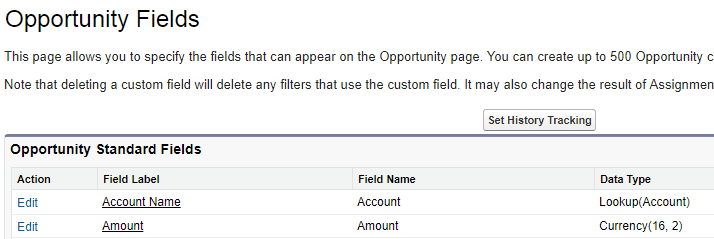 Opportunity Fields
This page allows you to specify the fields that can appear on the Opportunity page. You can create up to 500 Opportunity c
Note that deleting a custom field will delete any filters that use the custom field. It may also change the result of Assignmen
Set History Tracking
Opportunity Standard Fields
Action Field Label Field Name Data Type
Edit Account Name Account Lookup(Account)
Edit Amount Amount Currency(16, 2)